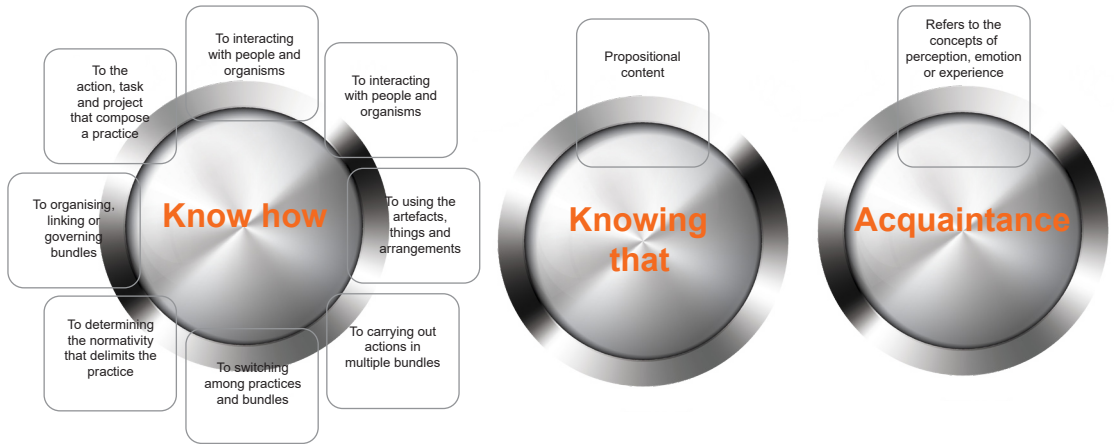 To interacting
with people and
organisms
To interacting
with people and
organisms
To using the
artefacts,
things and
arrangements
To carrying out
actions in
multiple bundles
To switching
among practices
and bundles
To determining
the normativity
that delimits the
practice
To organising,
linking or
governing
bundles
To the
action, task
and project
that compose
a practice
Know how
Propositional
content
Knowing
that
Refers to the
concepts of
perception, emotion
or experience
Acquaintance